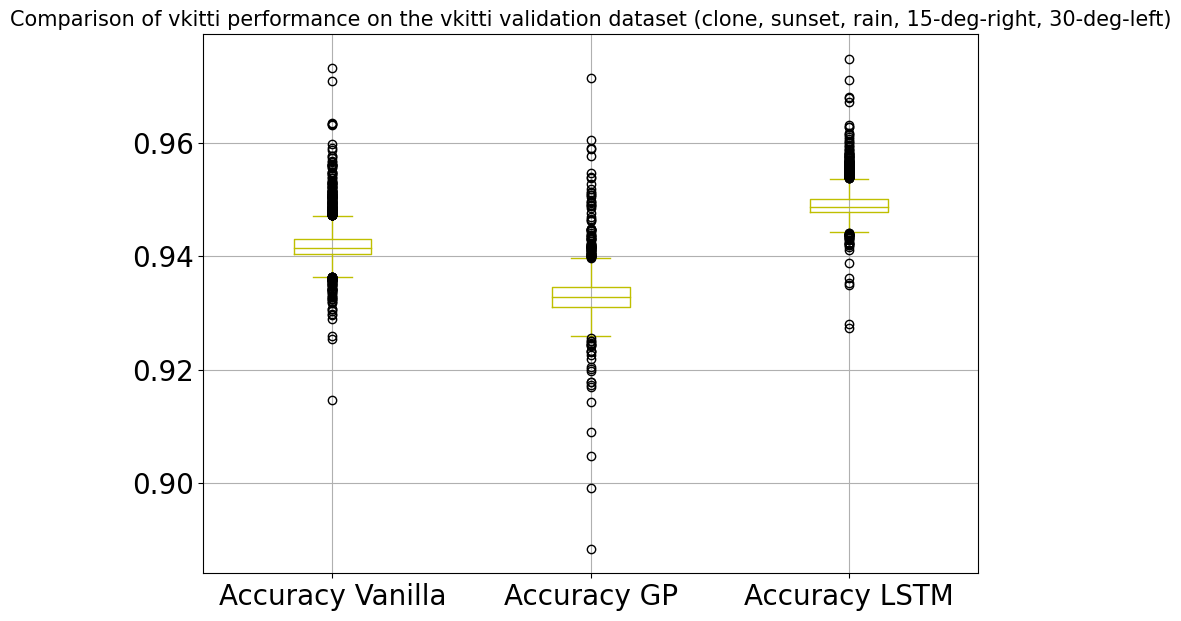 Comparison of vkitti performance on the vkitti validation dataset (clone, sunset, rain, 15-deg-right, 30-deg-left)
0.96
0.94
0.92
0.90
Accuracy Vanilla
Accuracy GP
Accuracy LSTM